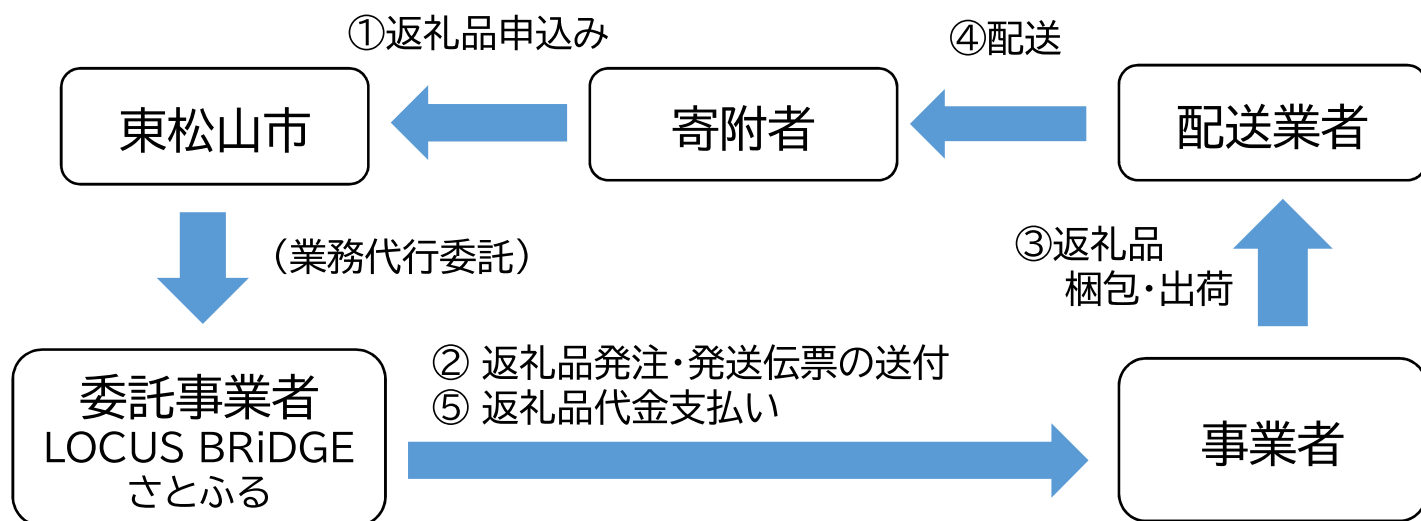 ①返礼品申込み
④配送
東松山市
寄附者
配送業者
（業務代行委託）
③返礼品
梱包・出荷
委託事業者
LOCUS BRiDGE
さとふる
② 返礼品発注・発送伝票の送付
⑤ 返礼品代金支払い
事業者